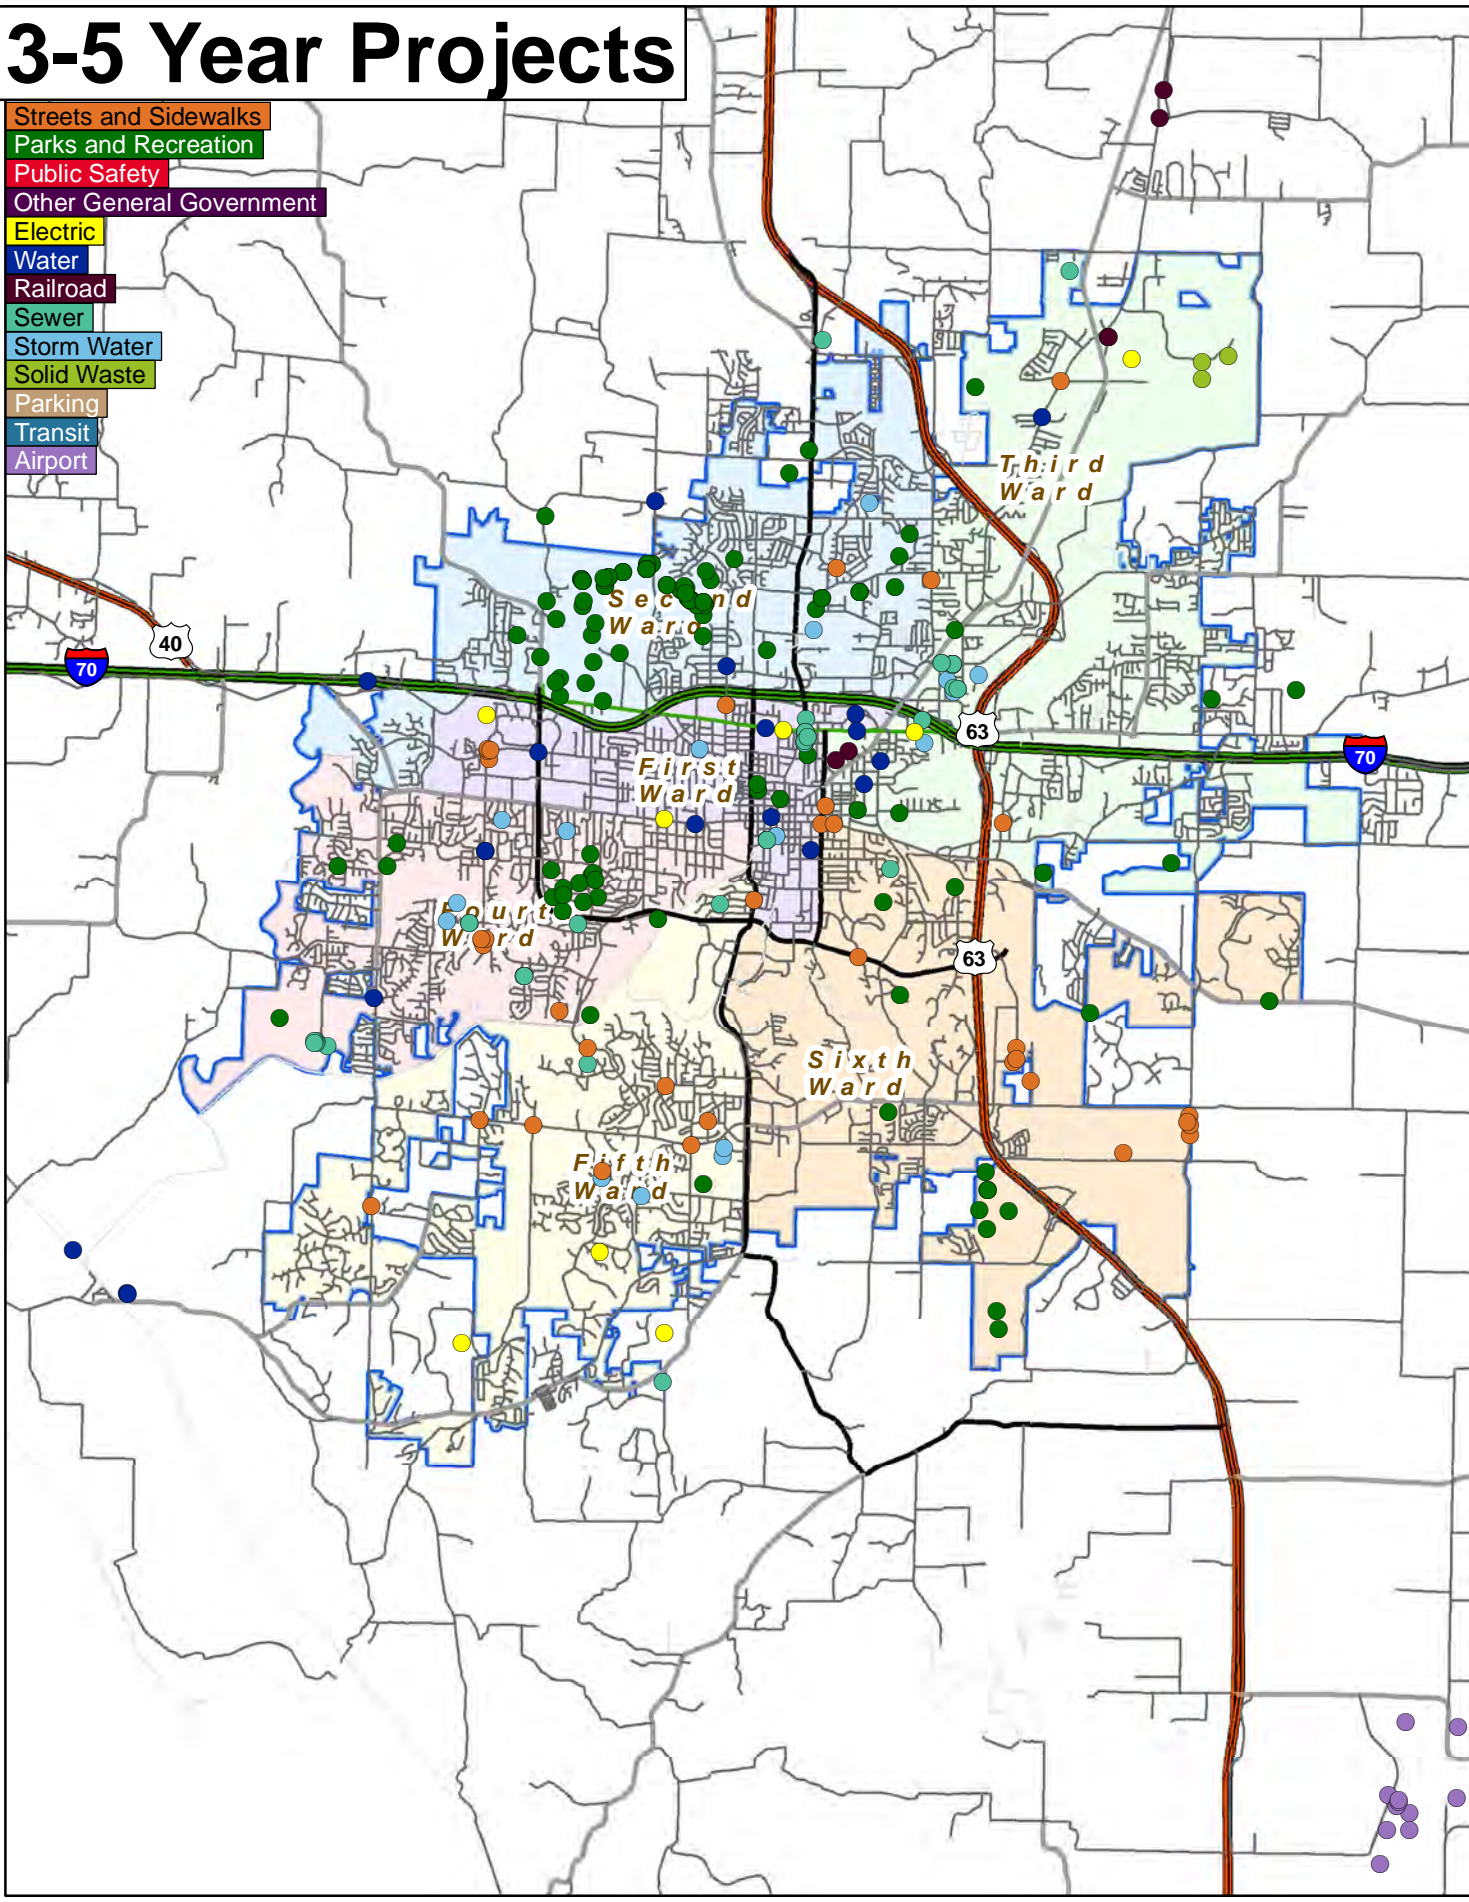 3-5 Year Projects
Streets and Sidewalks
Parks and Recreation
Public Safety
Other General Government
Electric
Water
Railroad
Sewer
Storm Water
Solid Waste
Parking
Transit
Airport
Third
Ward
Second
Ward
40
70
63
70
First
Ward
Fourth
Ward
63
Sixth
Ward
Fifth
Ward